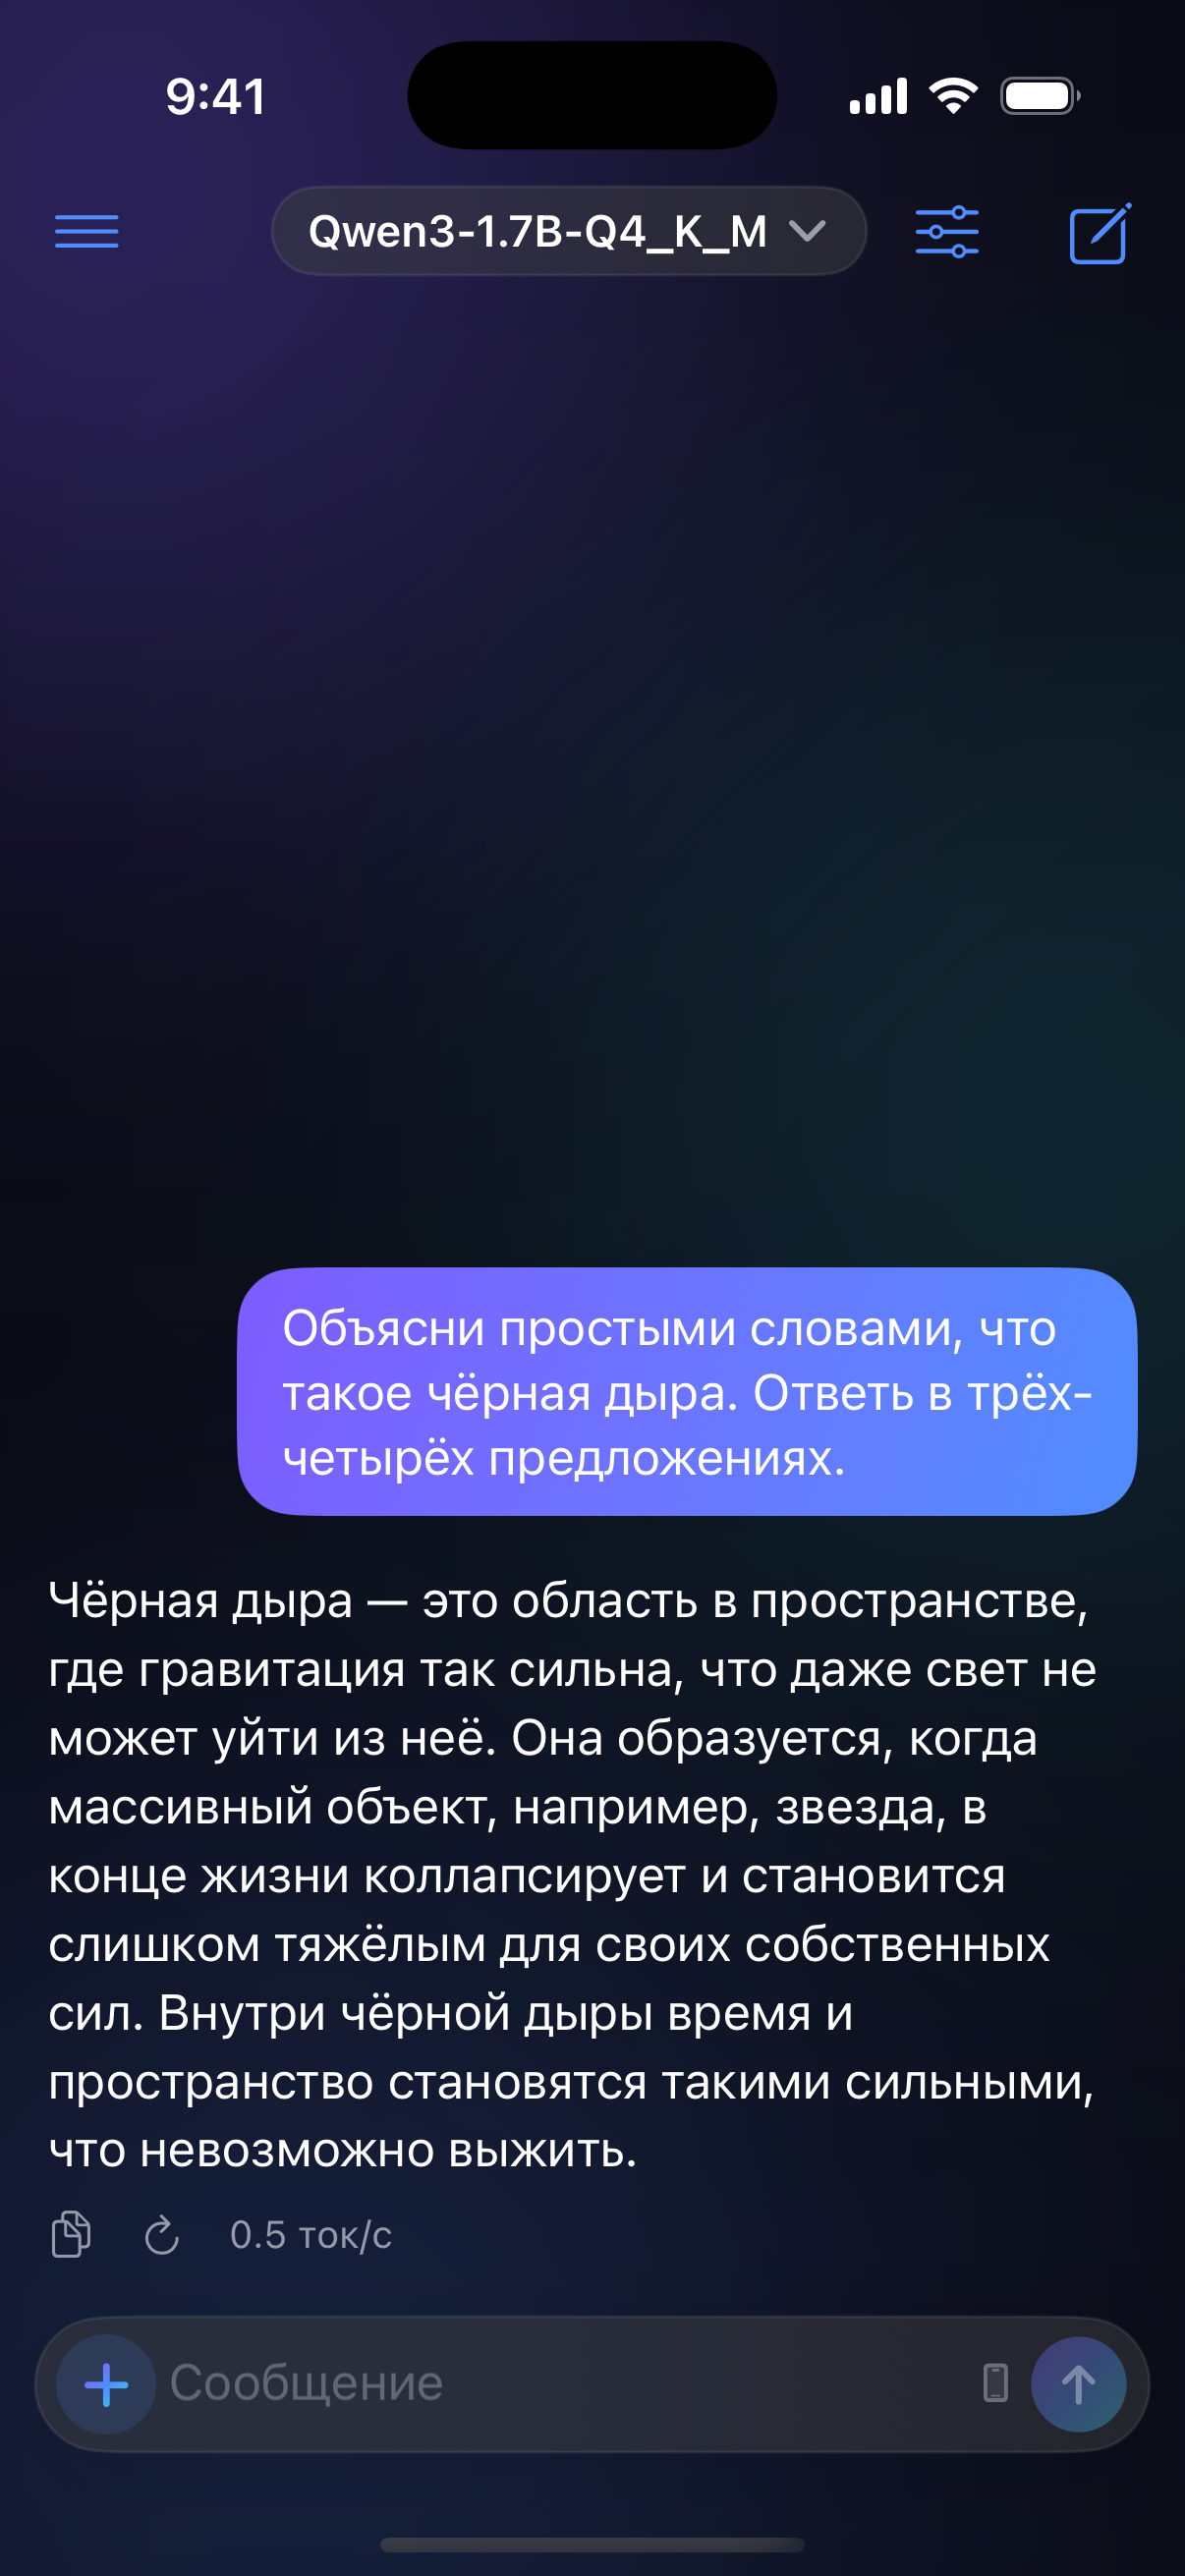 9:41
Qwen3-1.7B-Q4_K_M
Объясни простыми словами, что
такое чёрная дыра. Ответь в трёх-
четырёх предложениях.
Чёрная дыра — это область в пространстве,
где гравитация так сильна, что даже свет не
может уйти из неё. Она образуется, когда
массивный объект, например, звезда, в
конце жизни коллапсирует и становится
слишком тяжёлым для своих собственных
сил. Внутри чёрной дыры время и
пространство становятся такими сильными,
что невозможно выжить.
0.5 ток/с
Сообщение